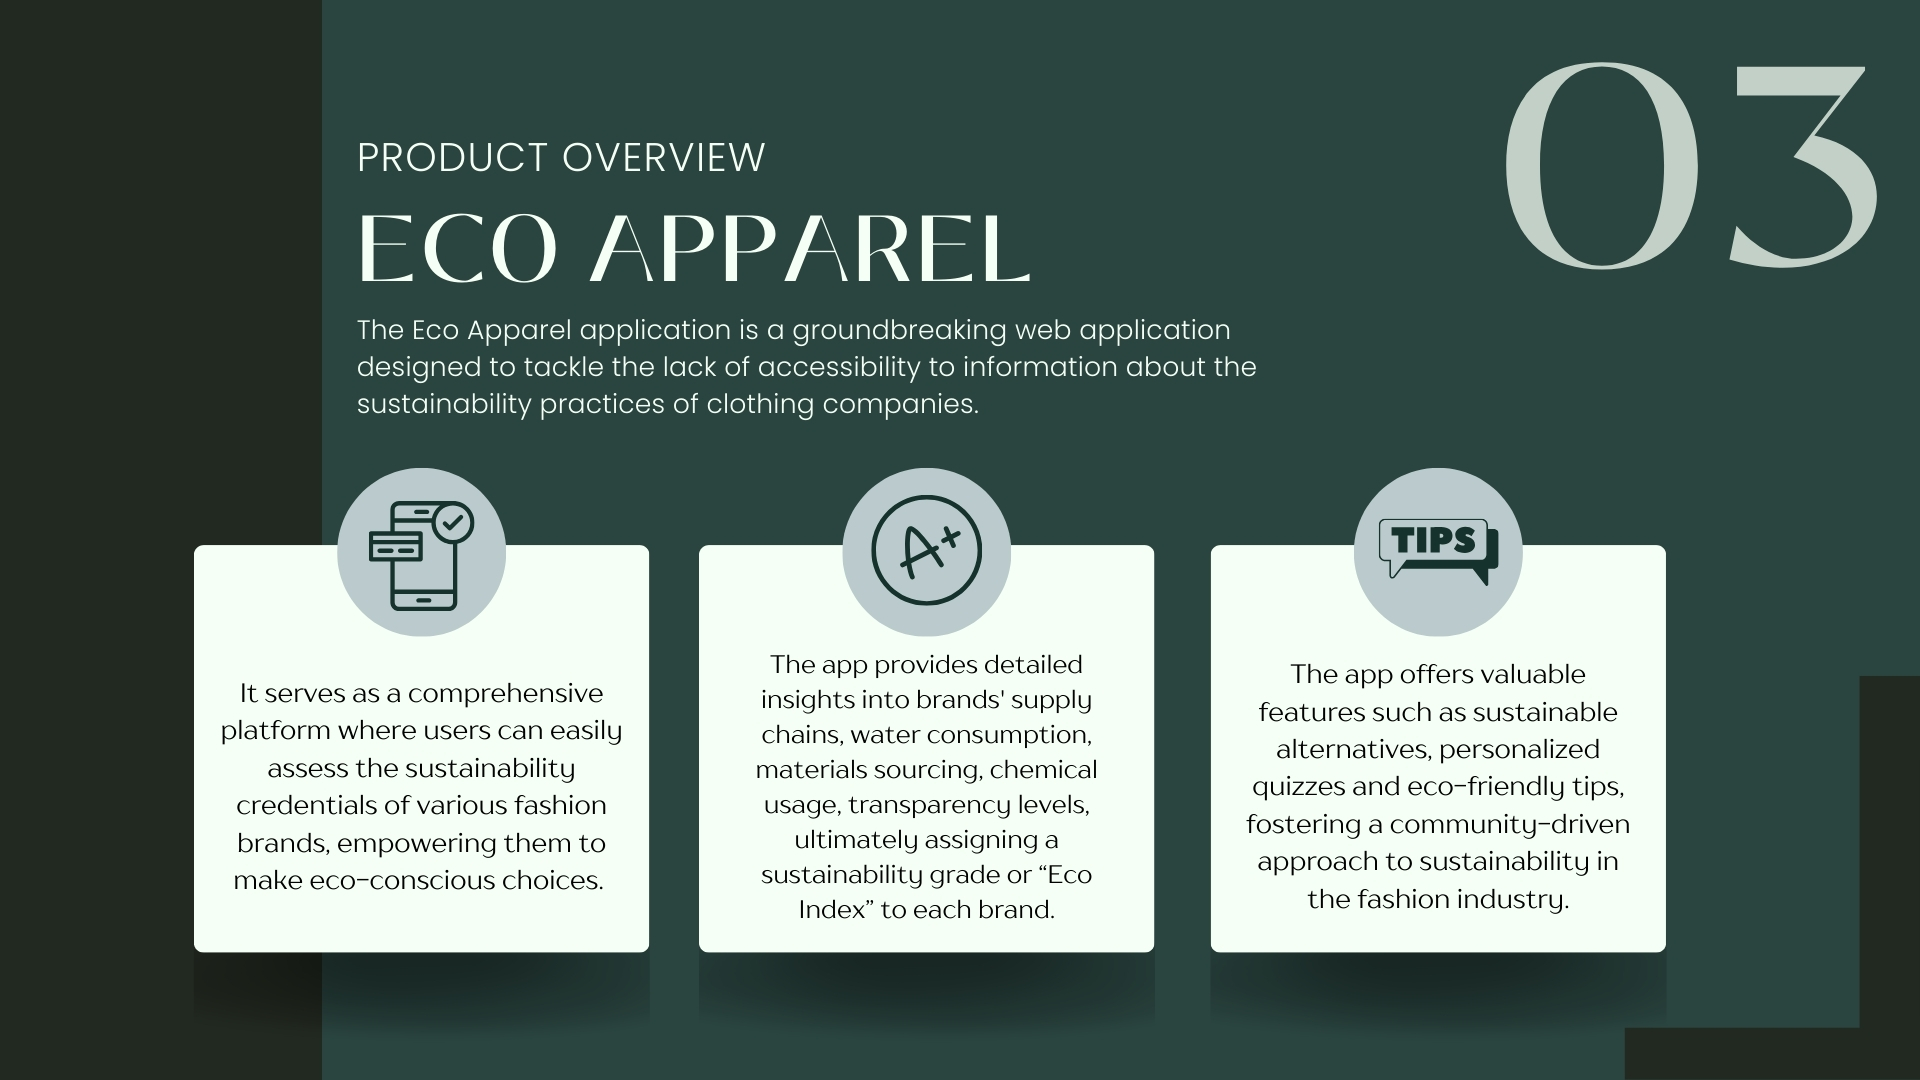 03
PRODUCT OVERVIEW
ECO APPAREL
The Eco Apparel application is a groundbreaking web application
designed to tackle the lack of accessibility to information about the
sustainability practices of clothing companies.
It serves as a comprehensive
platform where users can easily
assess the sustainability
credentials of various fashion
brands, empowering them to
make eco-conscious choices.
A+
The app provides detailed
insights into brands' supply
chains, water consumption,
materials sourcing, chemical
usage, transparency levels,
ultimately assigning a
sustainability grade or “Eco
Index” to each brand.
TIPS
The app offers valuable
features such as sustainable
alternatives, personalized
quizzes and eco-friendly tips,
fostering a community-driven
approach to sustainability in
the fashion industry.